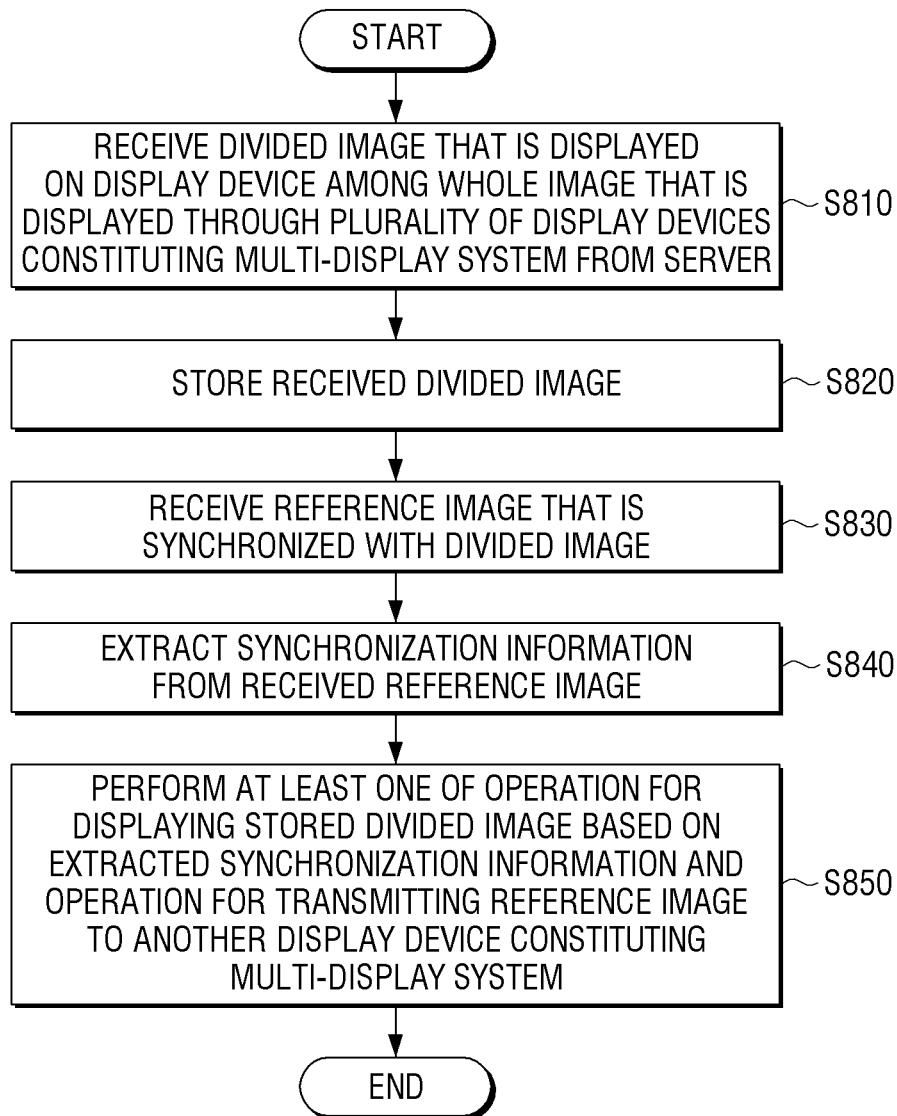 START
RECEIVE DIVIDED IMAGE THAT IS DISPLAYED
ON DISPLAY DEVICE AMONG WHOLE IMAGE THAT IS
DISPLAYED THROUGH PLURALITY OF DISPLAY DEVICES
CONSTITUTING MULTI-DISPLAY SYSTEM FROM SERVER
S810
STORE RECEIVED DIVIDED IMAGE
S820
RECEIVE REFERENCE IMAGE THAT IS
SYNCHRONIZED WITH DIVIDED IMAGE
S830
EXTRACT SYNCHRONIZATION INFORMATION
FROM RECEIVED REFERENCE IMAGE
S840
PERFORM AT LEAST ONE OF OPERATION FOR
DISPLAYING STORED DIVIDED IMAGE BASED ON
EXTRACTED SYNCHRONIZATION INFORMATION AND
OPERATION FOR TRANSMITTING REFERENCE IMAGE
TO ANOTHER DISPLAY DEVICE CONSTITUTING
MULTI-DISPLAY SYSTEM
S850
END